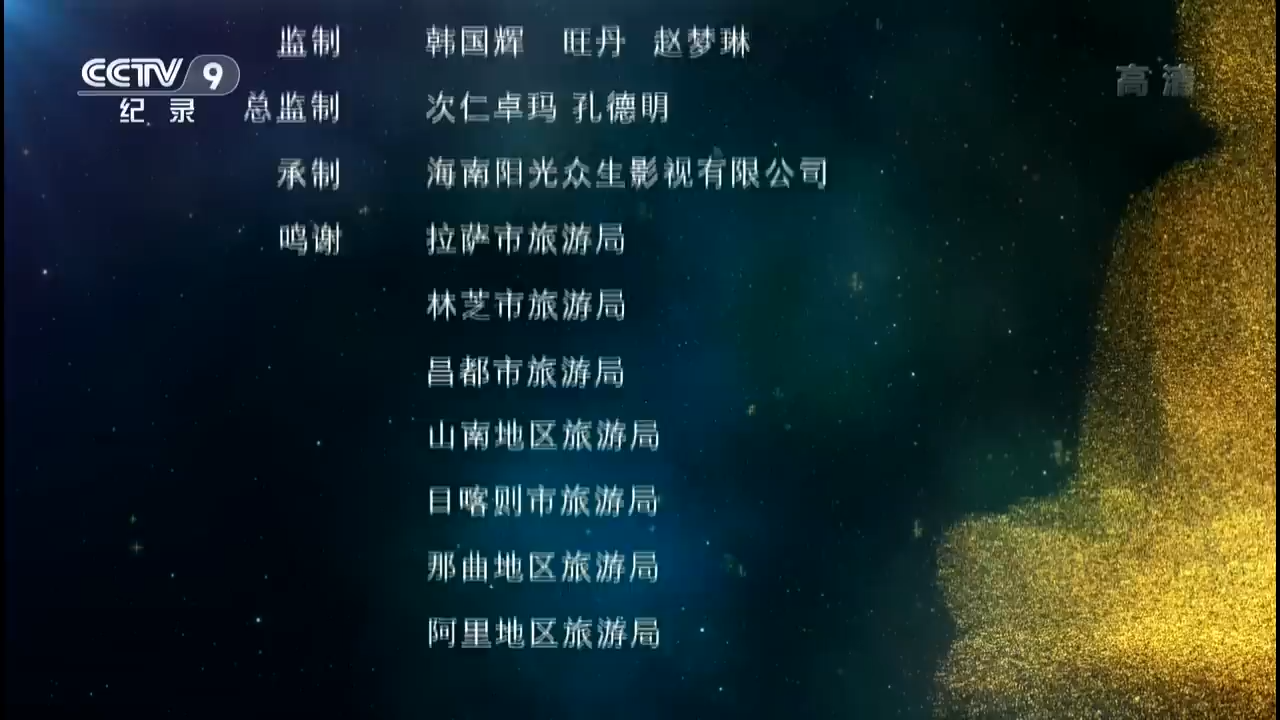 监制 韩国辉 旺丹 赵梦琳
CCTV 9 高清
纪录
总监制 次仁卓玛 孔德明
承制 海南阳光众生影视有限公司
鸣谢 拉萨市旅游局
林芝市旅游局
昌都市旅游局
山南地区旅游局
日喀则市旅游局
那曲地区旅游局
阿里地区旅游局